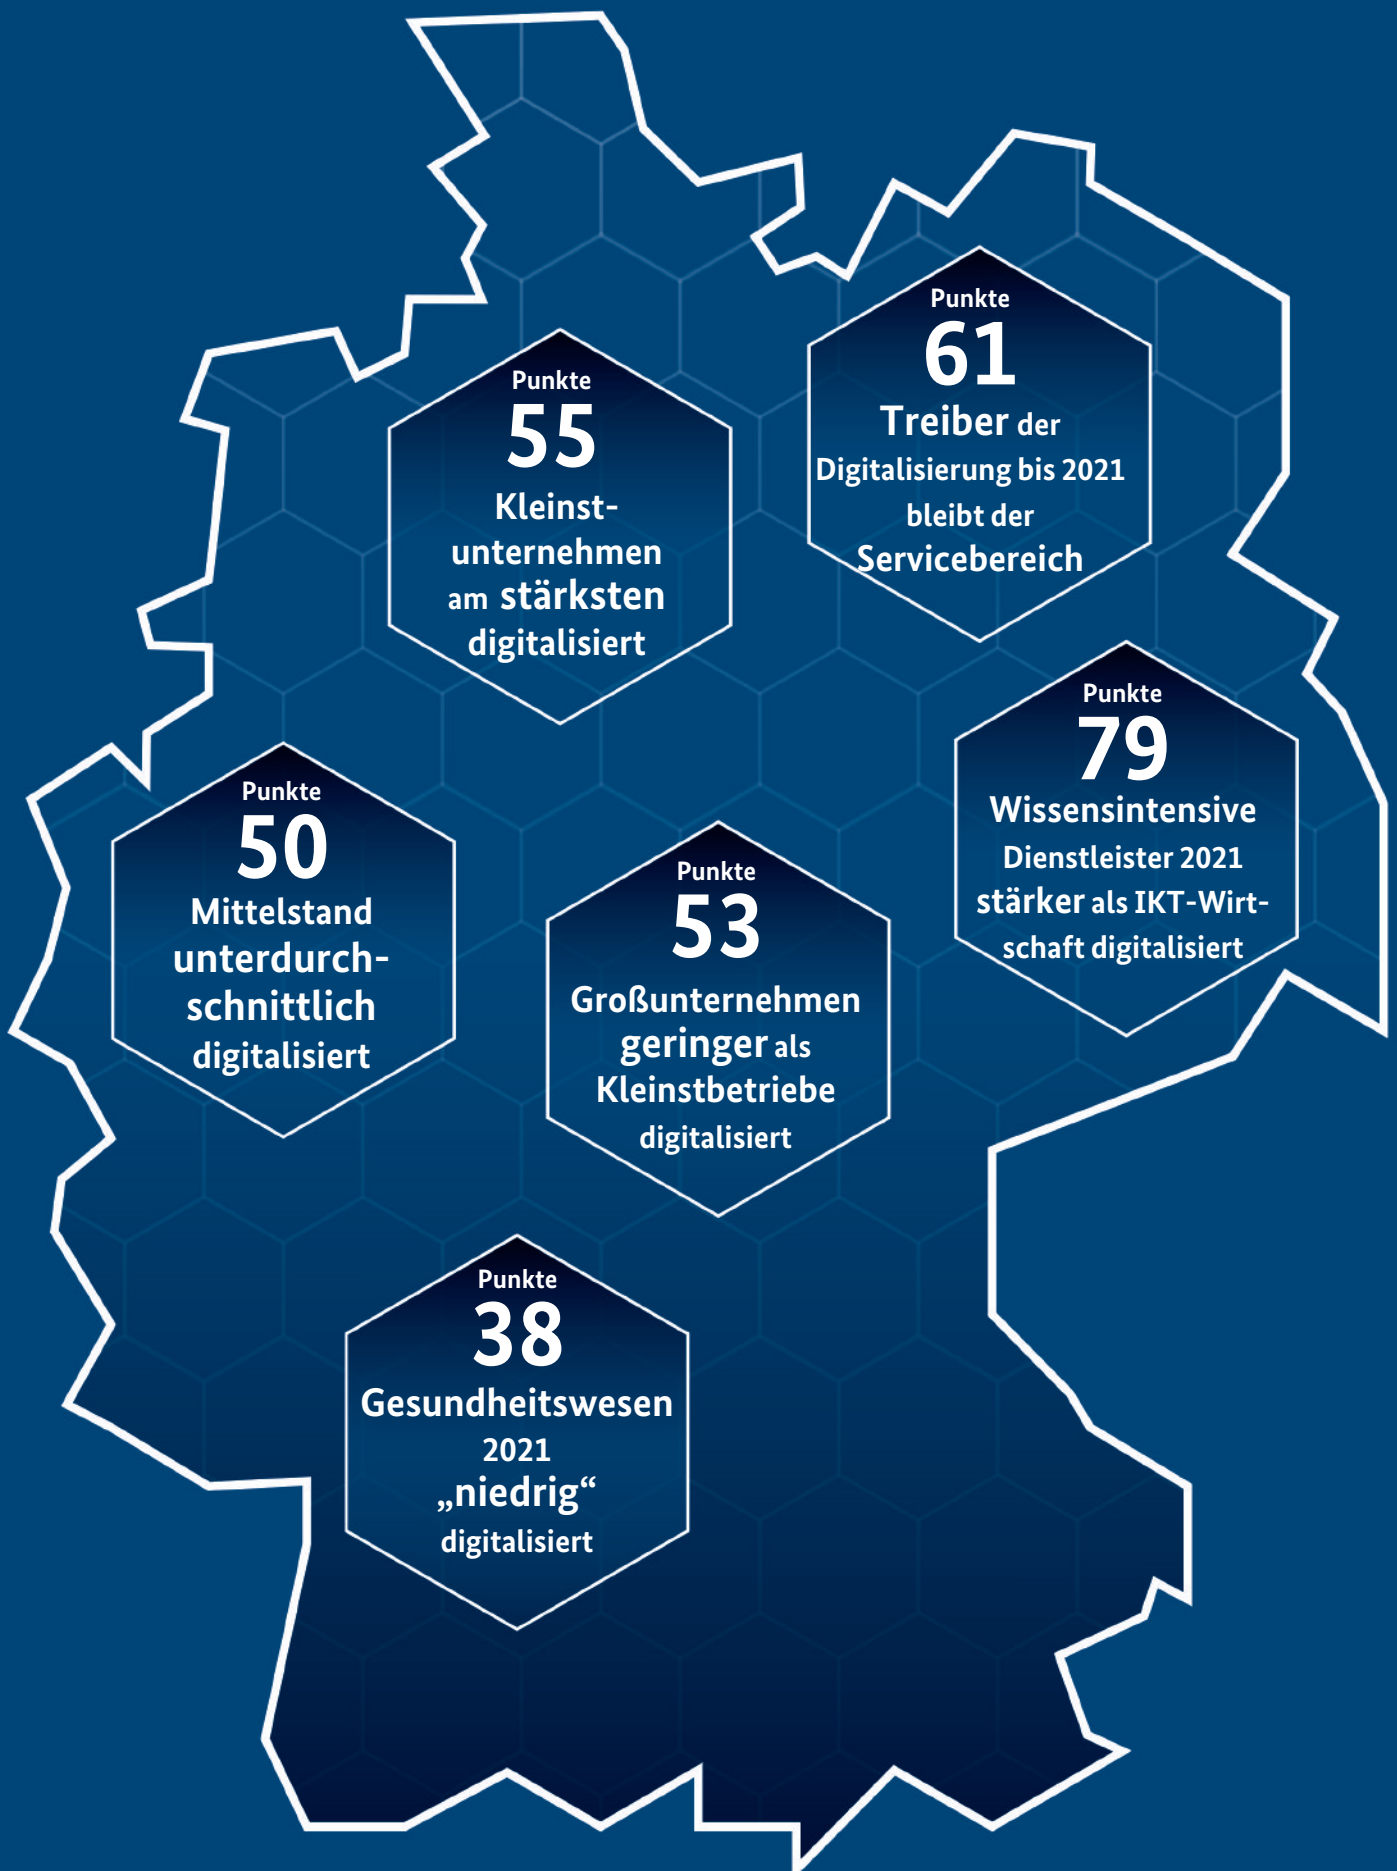 Punkte
61
Treiber der
Digitalisierung bis 2021
bleibt der
Servicebereich
Punkte
55
Kleinst-
unternehmen
am stärksten
digitalisiert
Punkte
79
Wissensintensive
Dienstleister 2021
stärker als IKT-Wirt-
schaft digitalisiert
Punkte
50
Mittelstand
unterdurch-
schnittlich
digitalisiert
Punkte
53
Großunternehmen
geringer als
Kleinstbetriebe
digitalisiert
Punkte
38
Gesundheitswesen
2021
„niedrig“
digitalisiert